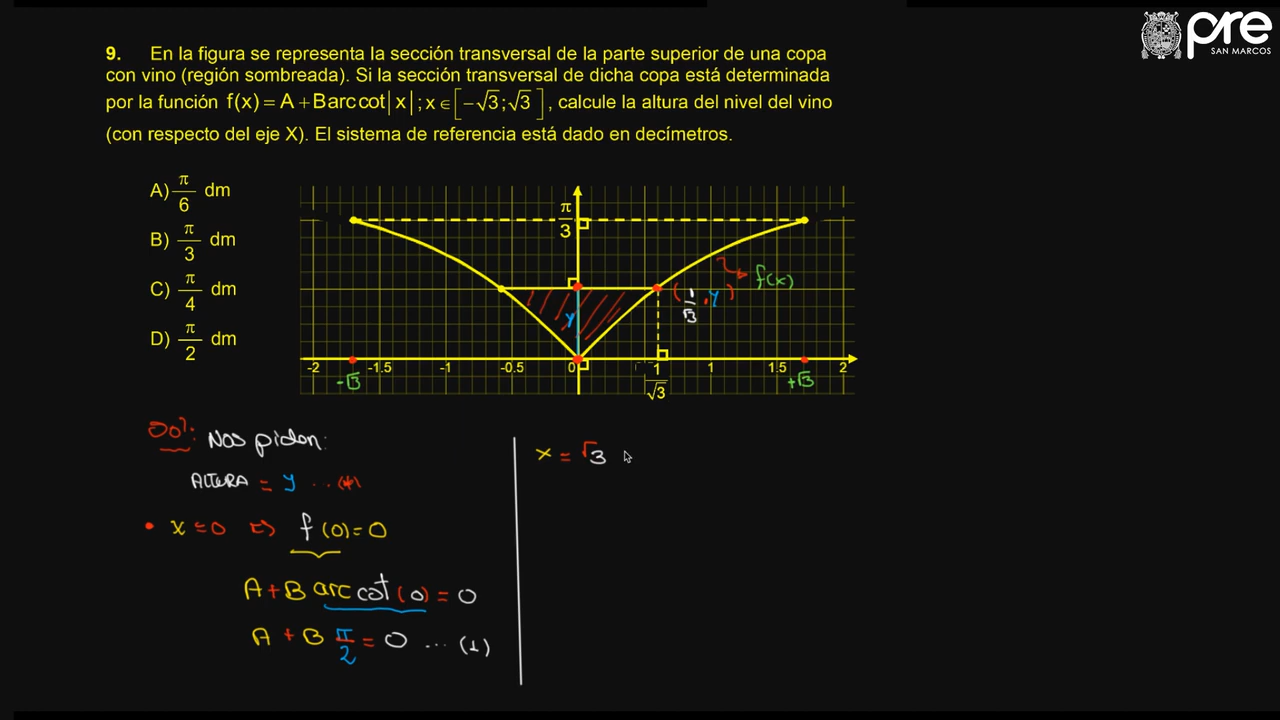 pre
SAN MARCOS
9. En la figura se representa la sección transversal de la parte superior de una copa
con vino (región sombreada). Si la sección transversal de dicha copa está determinada
por la función f(x) = A + B arc cot|x|; x ∈ [-√3; √3], calcule la altura del nivel del vino
(con respecto del eje X). El sistema de referencia está dado en decímetros.
A) π/6 dm
B) π/3 dm
C) π/4 dm
D) π/2 dm
π/3
f(x)
(1/√3, y)
y
-2 -1.5 -1 -0.5 0 1 1.5 2
-√3 1/√3 +√3
Nos piden:
ALTURA = y ... (*)
• x = 0 ⇒ f(0) = 0
A + B arc cot (0) = 0
A + B π/2 = 0 ... (1)
x = √3